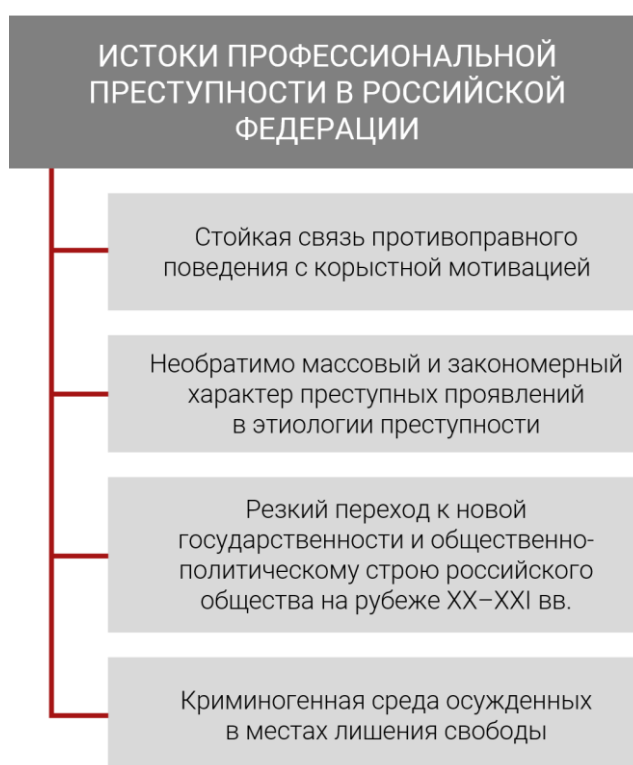 ИСТОКИ ПРОФЕССИОНАЛЬНОЙ
ПРЕСТУПНОСТИ В РОССИЙСКОЙ
ФЕДЕРАЦИИ
Стойкая связь противоправного
поведения с корыстной мотивацией
Необратимо массовый и закономерный
характер преступных проявлений
в этиологии преступности
Резкий переход к новой
государственности и общественно-
политическому строю российского
общества на рубеже XX–XXI вв.
Криминогенная среда осужденных
в местах лишения свободы